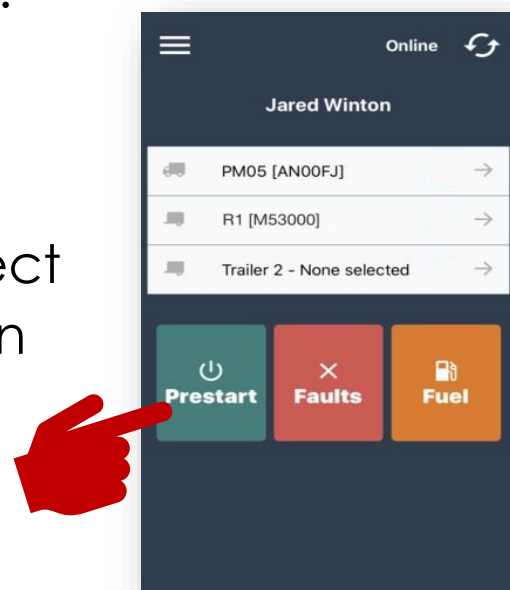 .
Online
Jared Winton
PM05 [AN00FJ]
R1 [M53000]
Trailer 2 - None selected
ect
n
Prestart
Faults
Fuel